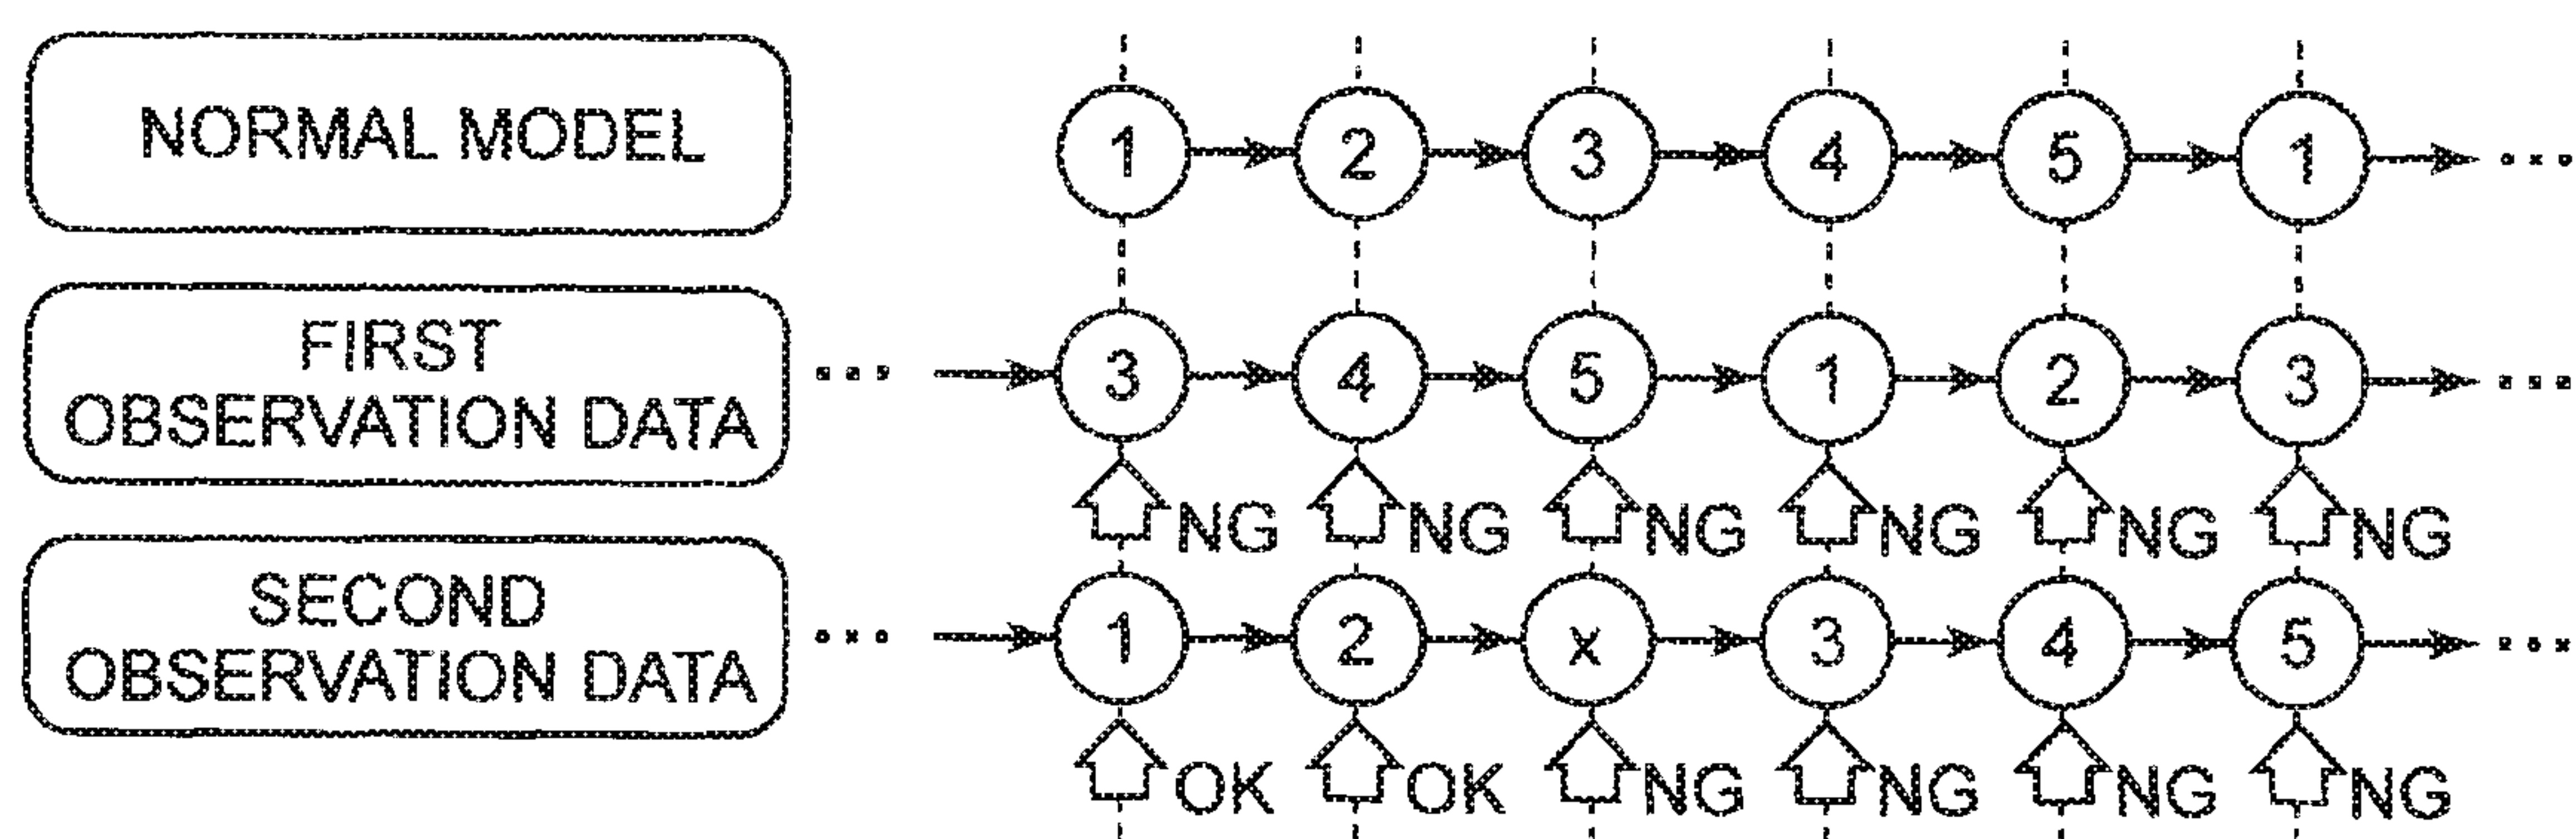 NORMAL MODEL
1 2 3 4 5 1 ...
FIRST
OBSERVATION DATA
... 3 4 5 1 2 3 ...
NG NG NG NG NG NG
SECOND
OBSERVATION DATA
... 1 2 x 3 4 5 ...
OK OK NG NG NG NG